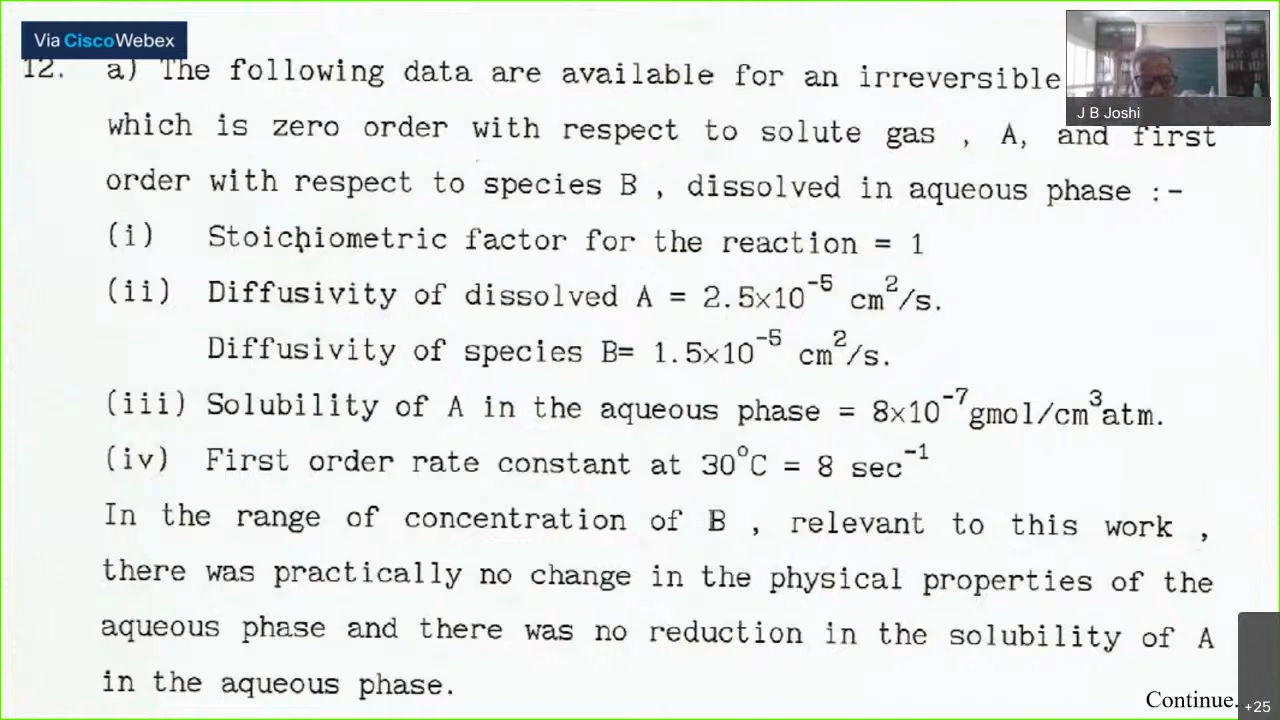 Via Cisco Webex
12. a) The following data are available for an irreversible
J B Joshi
which is zero order with respect to solute gas , A, and first
order with respect to species B , dissolved in aqueous phase :-
(i) Stoichiometric factor for the reaction = 1
(ii) Diffusivity of dissolved A = 2.5×10⁻⁵ cm²/s.
Diffusivity of species B= 1.5×10⁻⁵ cm²/s.
(iii) Solubility of A in the aqueous phase = 8×10⁻⁷gmol/cm³atm.
(iv) First order rate constant at 30°C = 8 sec⁻¹
In the range of concentration of B , relevant to this work ,
there was practically no change in the physical properties of the
aqueous phase and there was no reduction in the solubility of A
in the aqueous phase.
Continue.
+25